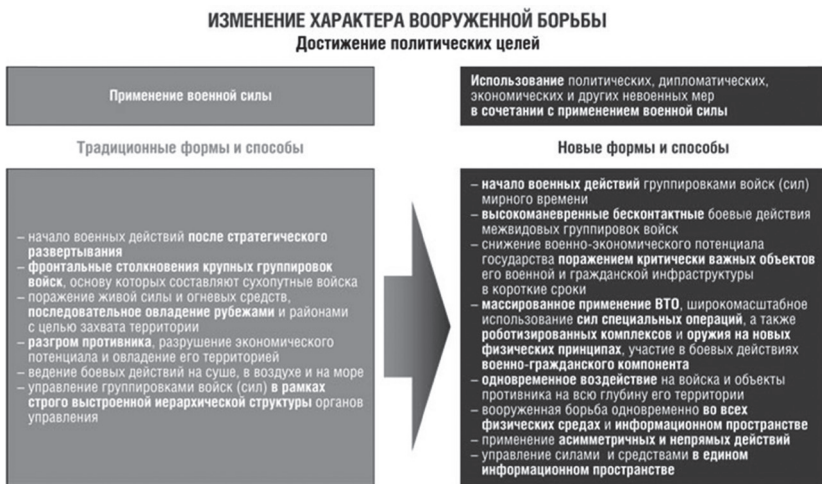 ИЗМЕНЕНИЕ ХАРАКТЕРА ВООРУЖЕННОЙ БОРЬБЫ
Достижение политических целей
Применение военной силы
Традиционные формы и способы
– начало военных действий после стратегического
развертывания
– фронтальные столкновения крупных группировок
войск, основу которых составляют сухопутные войска
– поражение живой силы и огневых средств,
последовательное овладение рубежами и районами
с целью захвата территории
– разгром противника, разрушение экономического
потенциала и овладение его территорией
– ведение боевых действий на суше, в воздухе и на море
– управление группировками войск (сил) в рамках
строго выстроенной иерархической структуры органов
управления
Использование политических, дипломатических,
экономических и других невоенных мер
в сочетании с применением военной силы
Новые формы и способы
– начало военных действий группировками войск (сил)
мирного времени
– высокоманевренные бесконтактные боевые действия
межвидовых группировок войск
– снижение военно-экономического потенциала
государства поражением критически важных объектов
его военной и гражданской инфраструктуры
в короткие сроки
– массированное применение ВТО, широкомасштабное
использование сил специальных операций, а также
роботизированных комплексов и оружия на новых
физических принципах, участие в боевых действиях
военно-гражданского компонента
– одновременное воздействие на войска и объекты
противника на всю глубину его территории
– вооруженная борьба одновременно во всех
физических средах и информационном пространстве
– применение асимметричных и непрямых действий
– управление силами и средствами в едином
информационном пространстве